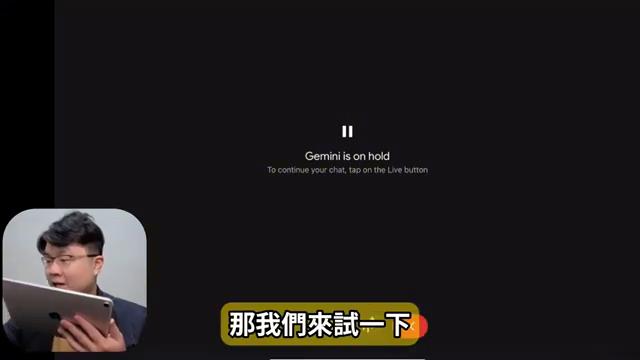 Gemini is on hold
To continue your chat, tap on the Live button
那我們來試一下